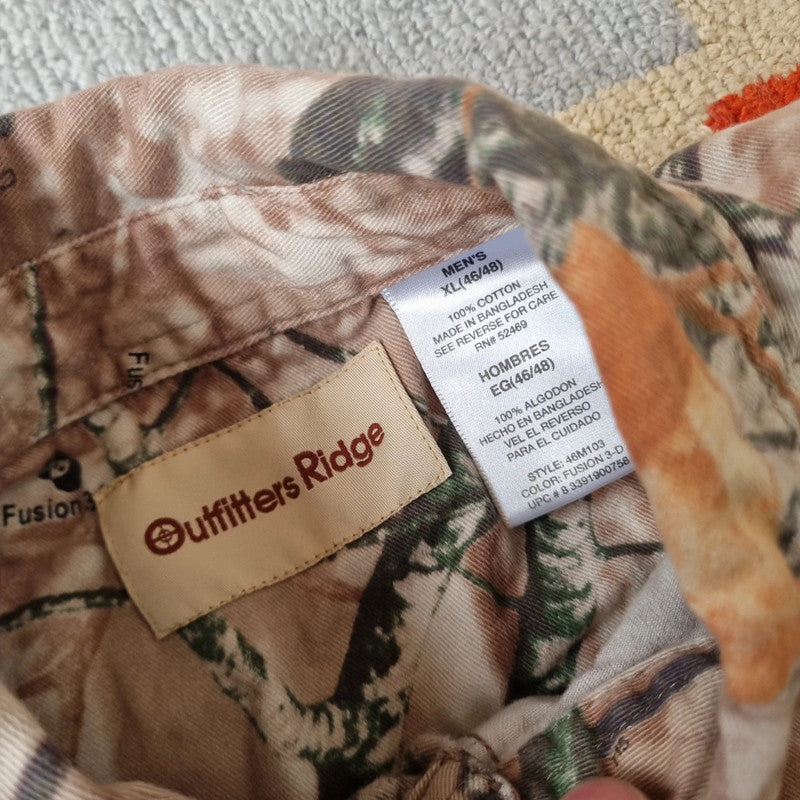 MEN'S
XL(46/48)
100% COTTON
MADE IN BANGLADESH
SEE REVERSE FOR CARE
RN# 52469
HOMBRES
EG(46/48)
100% ALGODON
HECHO EN BANGLADESH
VEL EL REVERSO
PARA EL CUIDADO
STYLE: 46M103
COLOR: FUSION 3-D
UPC # 8 3391900758
Outfitters Ridge
Fus
Fusion3